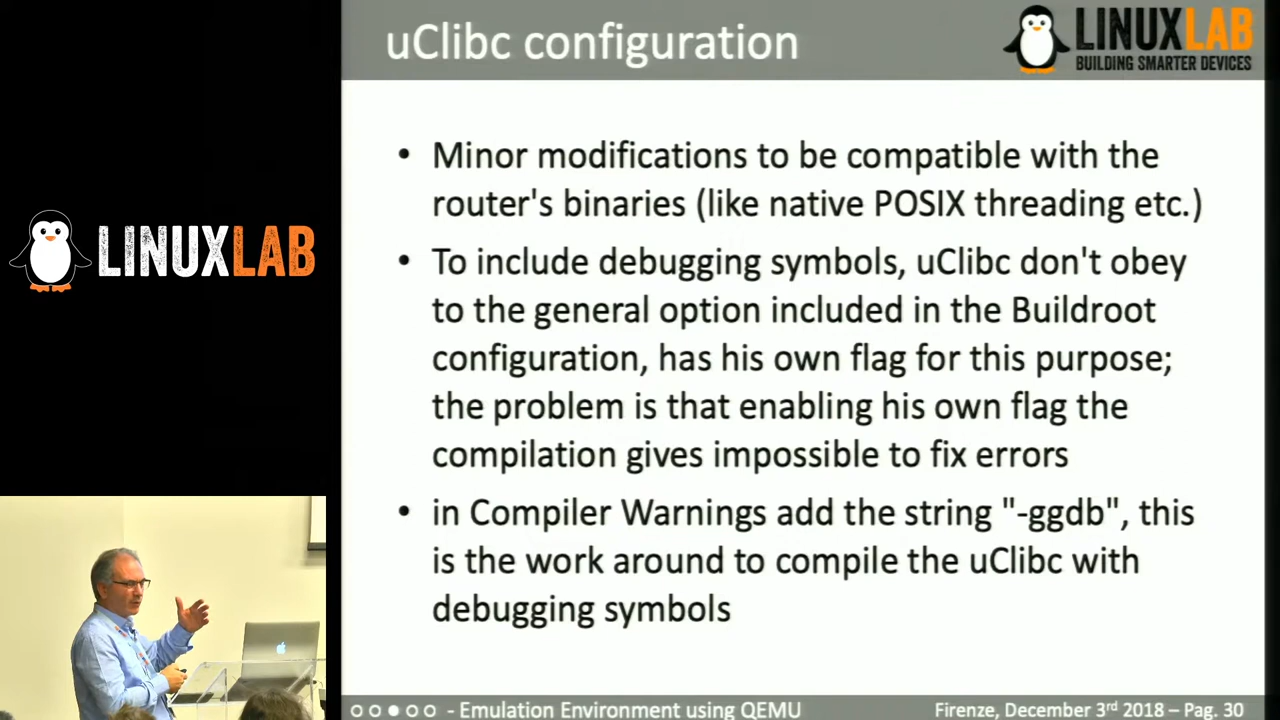 uClibc configuration
LINUXLAB
BUILDING SMARTER DEVICES
LINUXLAB
• Minor modifications to be compatible with the
router's binaries (like native POSIX threading etc.)
• To include debugging symbols, uClibc don't obey
to the general option included in the Buildroot
configuration, has his own flag for this purpose;
the problem is that enabling his own flag the
compilation gives impossible to fix errors
• in Compiler Warnings add the string "-ggdb", this
is the work around to compile the uClibc with
debugging symbols
- Emulation Environment using QEMU
Firenze, December 3rd 2018 – Pag. 30